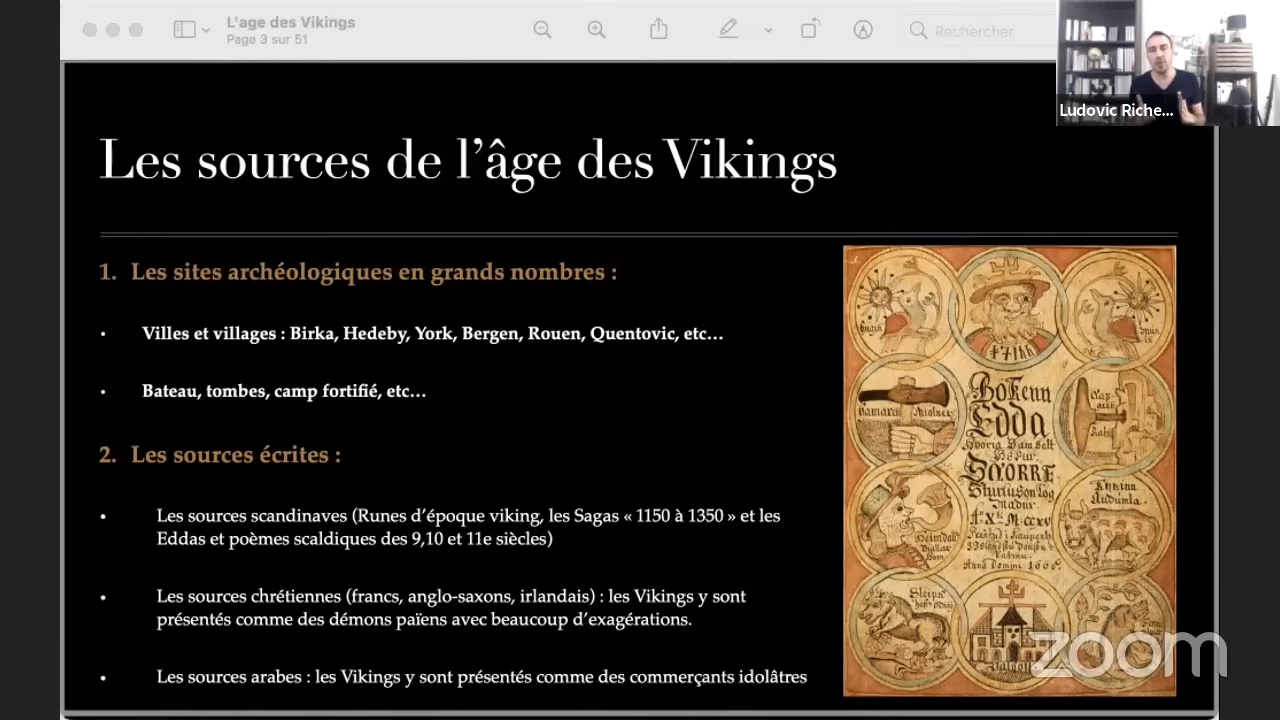 L'age des Vikings
Page 3 sur 51
Rechercher
Ludovic Riche...
Les sources de l'âge des Vikings
1. Les sites archéologiques en grands nombres :
• Villes et villages : Birka, Hedeby, York, Bergen, Rouen, Quentovic, etc...
• Bateau, tombes, camp fortifié, etc...
2. Les sources écrites :
• Les sources scandinaves (Runes d'époque viking, les Sagas « 1150 à 1350 » et les
Eddas et poèmes scaldiques des 9,10 et 11e siècles)
• Les sources chrétiennes (francs, anglo-saxons, irlandais) : les Vikings y sont
présentés comme des démons païens avec beaucoup d'exagérations.
• Les sources arabes : les Vikings y sont présentés comme des commerçants idolâtres
Edda
Anno Domini
zoom